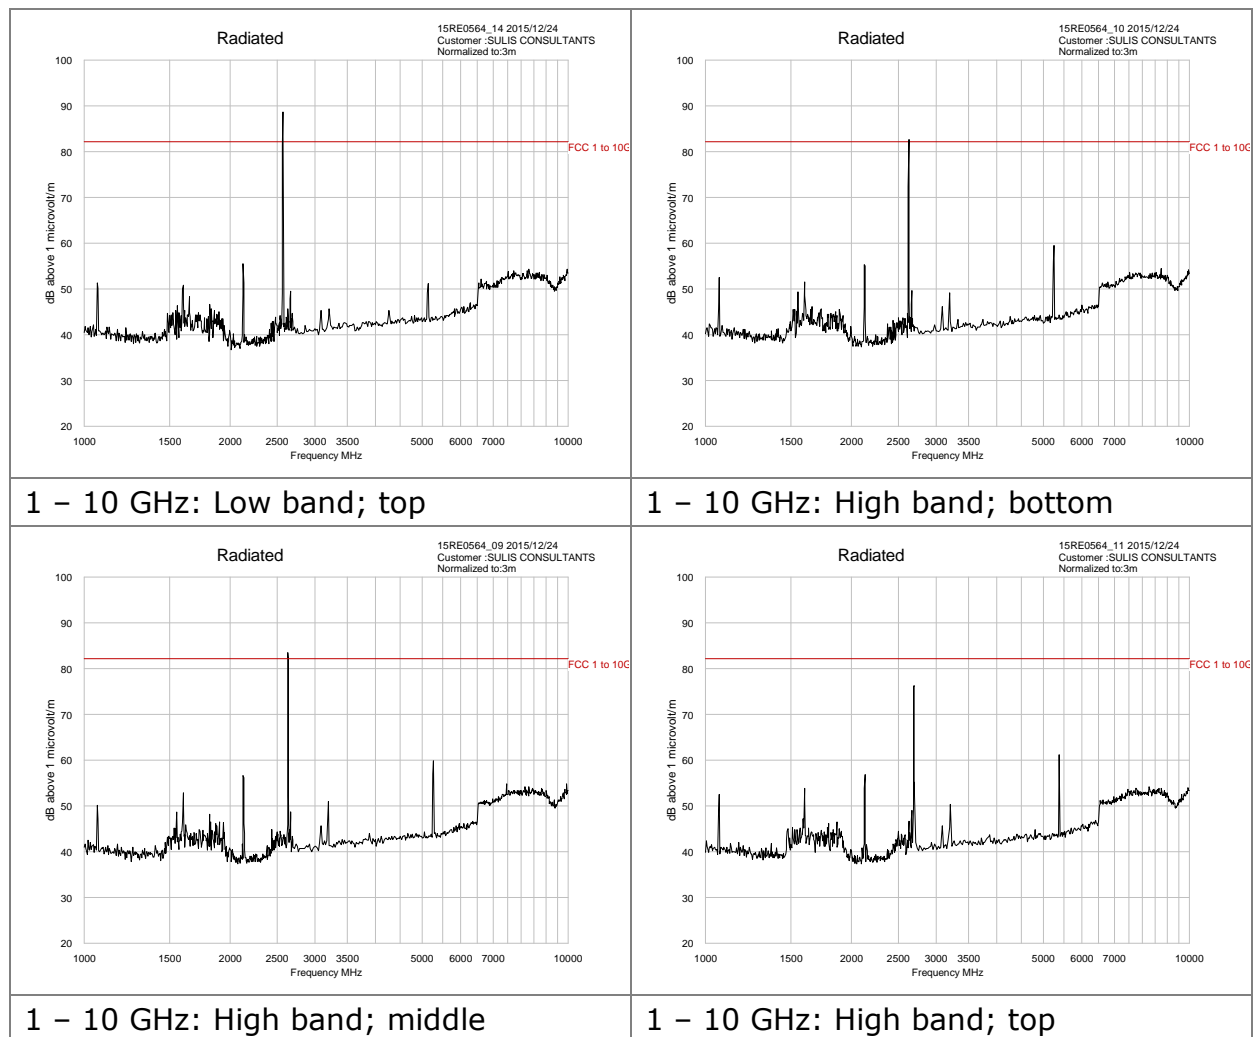 Radiated
15RE0564_14 2015/12/24
Customer :SULIS CONSULTANTS
Normalized to:3m
100
90
80
70
60
50
40
30
20
dB above 1 microvolt/m
FCC 1 to 10G
1000 1500 2000 2500 3000 3500 5000 6000 7000 10000
Frequency MHz
1 – 10 GHz: Low band; top
Radiated
15RE0564_10 2015/12/24
Customer :SULIS CONSULTANTS
Normalized to:3m
100
90
80
70
60
50
40
30
20
dB above 1 microvolt/m
FCC 1 to 10G
1000 1500 2000 2500 3000 3500 5000 6000 7000 10000
Frequency MHz
1 – 10 GHz: High band; bottom
Radiated
15RE0564_09 2015/12/24
Customer :SULIS CONSULTANTS
Normalized to:3m
100
90
80
70
60
50
40
30
20
dB above 1 microvolt/m
FCC 1 to 10G
1000 1500 2000 2500 3000 3500 5000 6000 7000 10000
Frequency MHz
1 – 10 GHz: High band; middle
Radiated
15RE0564_11 2015/12/24
Customer :SULIS CONSULTANTS
Normalized to:3m
100
90
80
70
60
50
40
30
20
dB above 1 microvolt/m
FCC 1 to 10G
1000 1500 2000 2500 3000 3500 5000 6000 7000 10000
Frequency MHz
1 – 10 GHz: High band; top